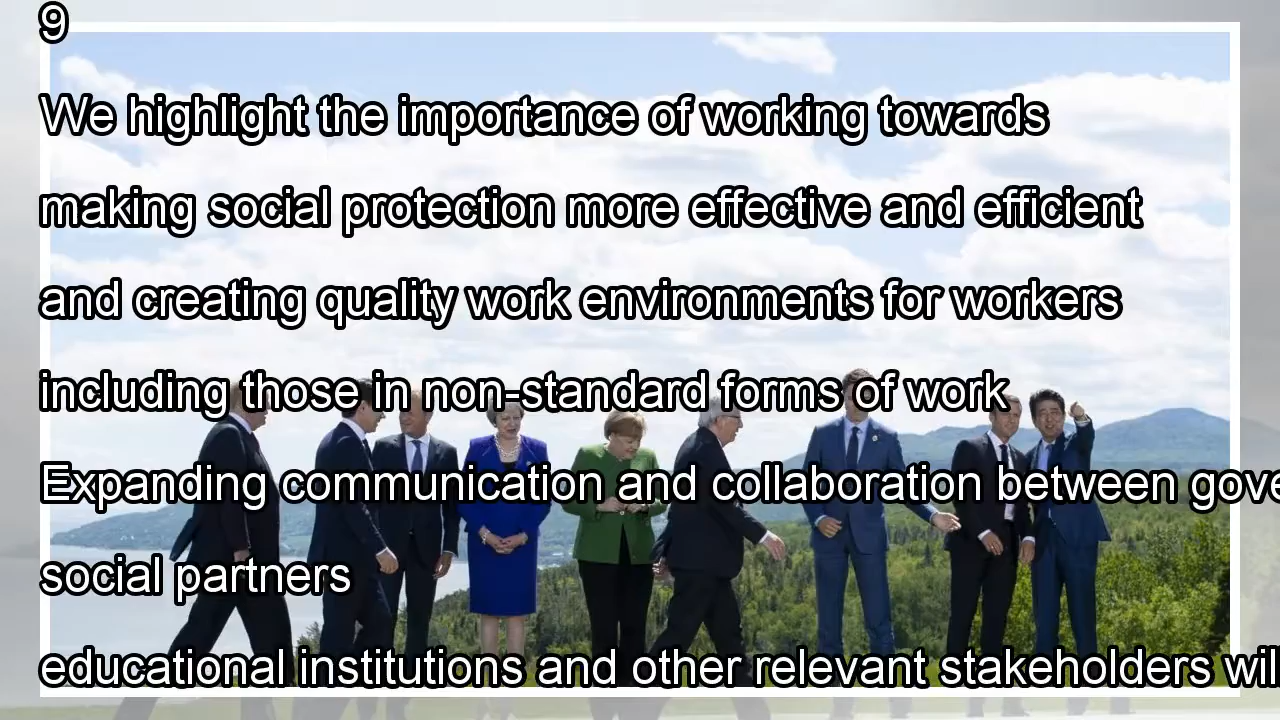 9
We highlight the importance of working towards
making social protection more effective and efficient
and creating quality work environments for workers
including those in non-standard forms of work
Expanding communication and collaboration between
social partners
educational institutions and other relevant stakeholders